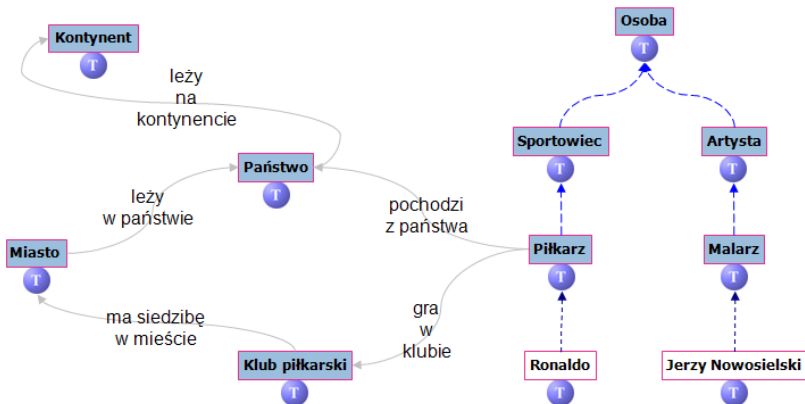 Osoba
T
Kontynent
T
leży
na
kontynencie
Sportowiec
T
Artysta
T
Państwo
T
leży
w państwie
pochodzi
z państwa
Miasto
T
Piłkarz
T
Malarz
T
ma siedzibę
w mieście
gra
w
klubie
Klub piłkarski
T
Ronaldo
T
Jerzy Nowosielski
T